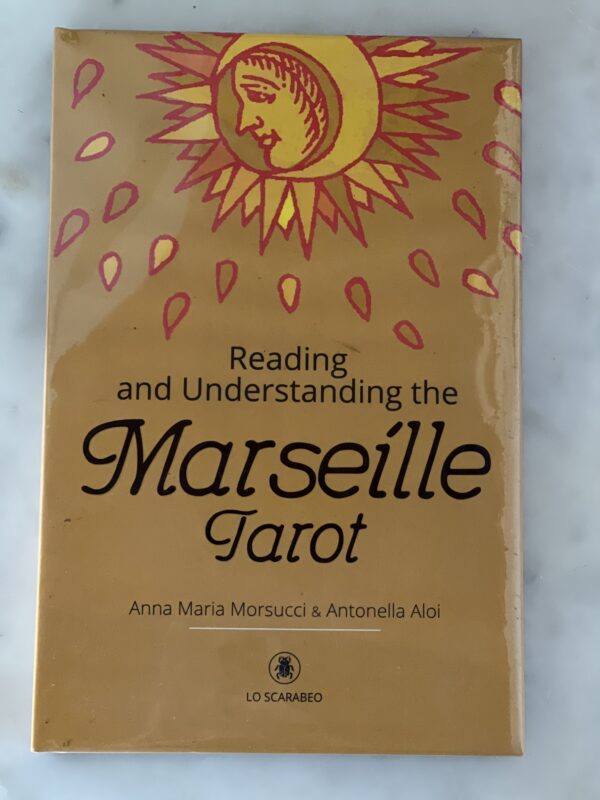 Reading
and Understanding the
Marseille
Tarot
Anna Maria Morsucci & Antonella Aloi
LO SCARABEO